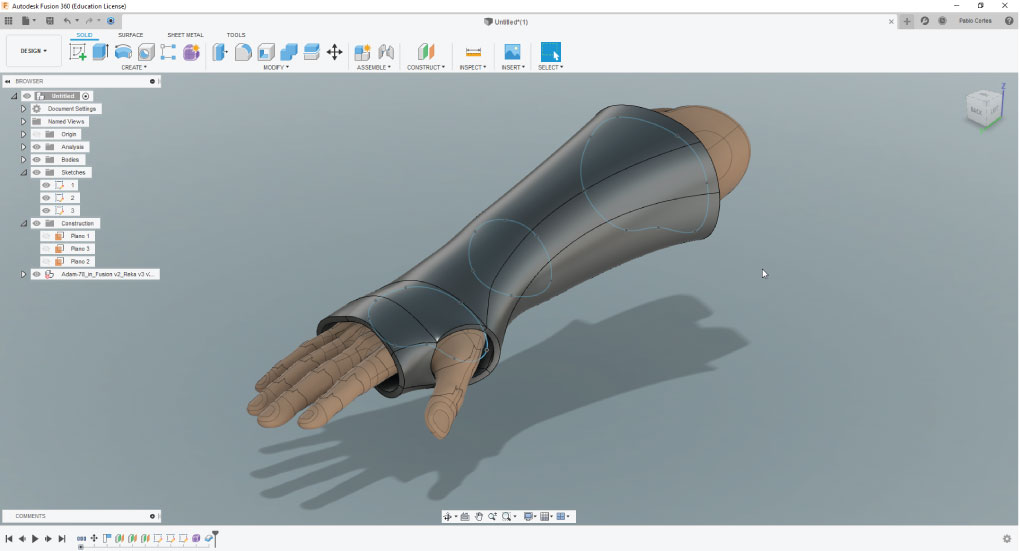 Autodesk Fusion 360 (Education License)
Untitled*(1)
Pablo Cortes
DESIGN
SOLID SURFACE SHEET METAL TOOLS
CREATE MODIFY ASSEMBLE CONSTRUCT INSPECT INSERT SELECT
BROWSER
Untitled
Document Settings
Named Views
Origin
Analysis
Bodies
Sketches
1
2
3
Construction
Plano 1
Plano 3
Plano 2
Adam-78_in_Fusion v2_Reka v3 v...
Z
BACK LEFT
COMMENTS